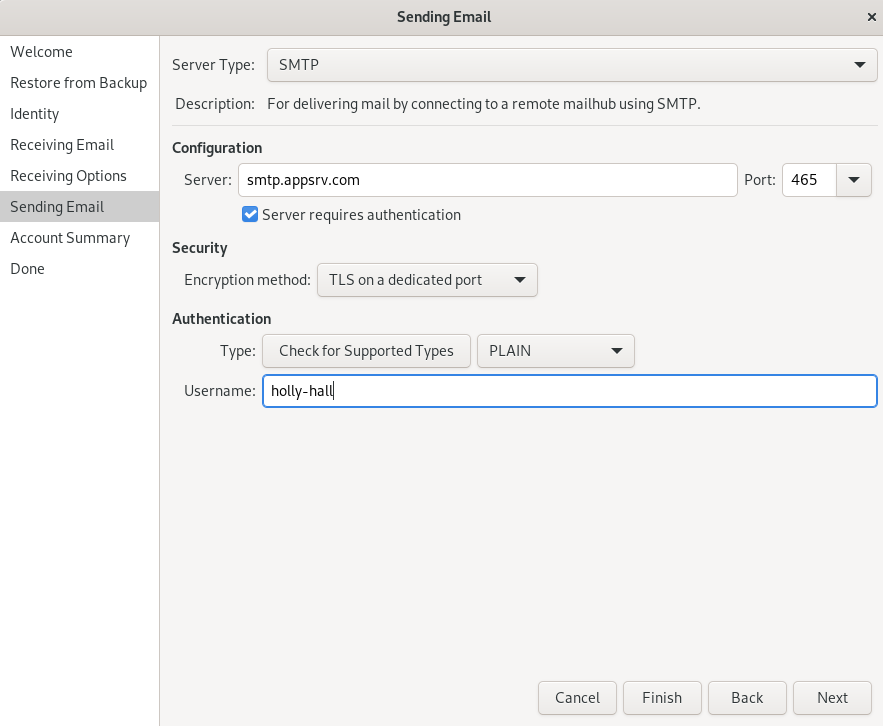 Sending Email ×
Welcome
Restore from Backup
Identity
Receiving Email
Receiving Options
Sending Email
Account Summary
Done
Server Type: SMTP
Description: For delivering mail by connecting to a remote mailhub using SMTP.
Configuration
Server: smtp.appsrv.com Port: 465
Server requires authentication
Security
Encryption method: TLS on a dedicated port
Authentication
Type: Check for Supported Types PLAIN
Username: holly-hall
Cancel Finish Back Next